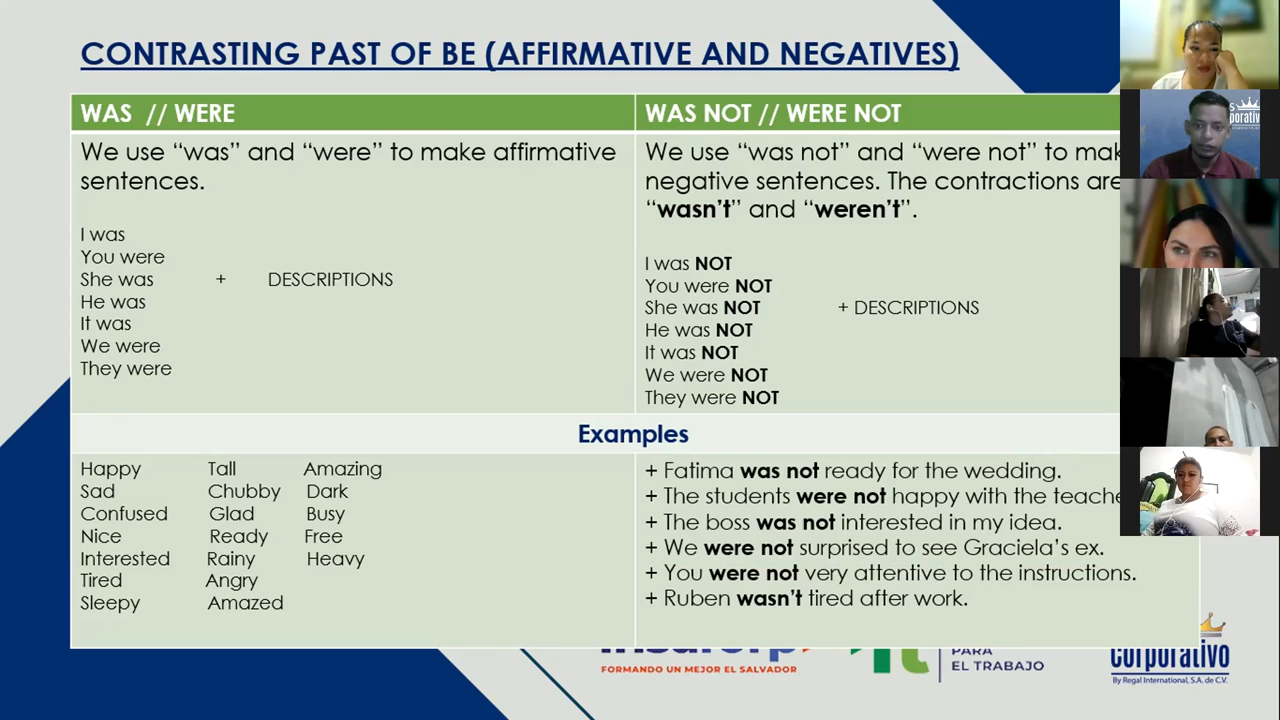 CONTRASTING PAST OF BE (AFFIRMATIVE AND NEGATIVES)
WAS // WERE
We use “was” and “were” to make affirmative
sentences.
I was
You were
She was + DESCRIPTIONS
He was
It was
We were
They were
WAS NOT // WERE NOT
We use “was not” and “were not” to mak
negative sentences. The contractions are
“wasn’t” and “weren’t”.
I was NOT
You were NOT
She was NOT + DESCRIPTIONS
He was NOT
It was NOT
We were NOT
They were NOT
Examples
Happy Tall Amazing
Sad Chubby Dark
Confused Glad Busy
Nice Ready Free
Interested Rainy Heavy
Tired Angry
Sleepy Amazed
+ Fatima was not ready for the wedding.
+ The students were not happy with the teache
+ The boss was not interested in my idea.
+ We were not surprised to see Graciela’s ex.
+ You were not very attentive to the instructions.
+ Ruben wasn’t tired after work.
FORMANDO UN MEJOR EL SALVADOR
PARA
EL TRABAJO
corporativo
By Regal International, S.A. de C.V.